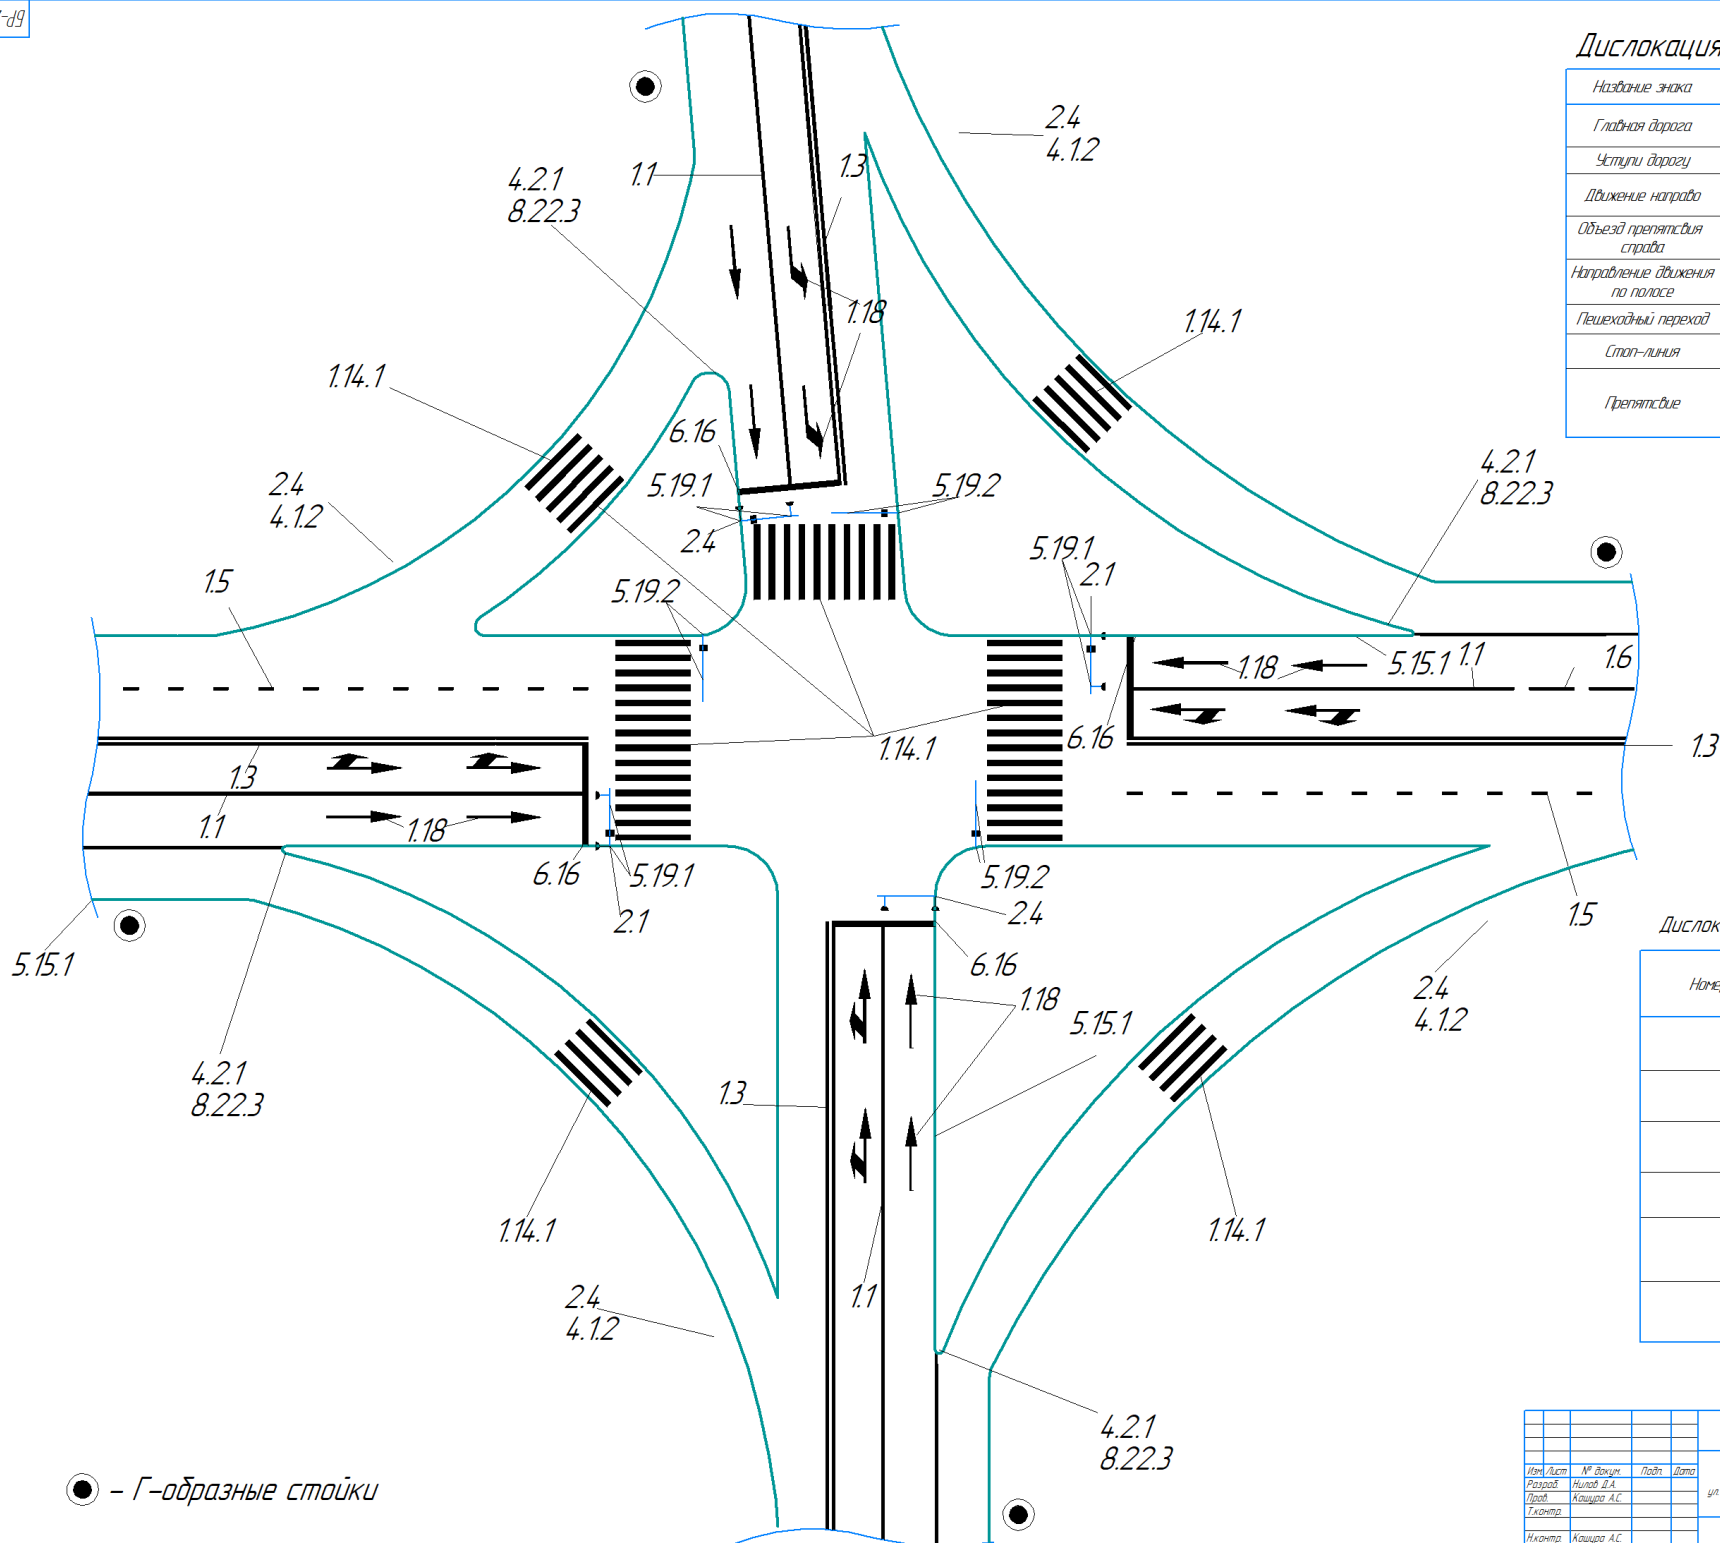 Дислокация
Название знака
Главная дорога
Уступи дорогу
Движение направо
Объезд препятсвия
справа
Направление движения
по полосе
Пешеходный переход
Стоп-линия
Препятсвие
2.4
4.1.2
4.2.1
8.22.3
1.1
1.3
1.18
1.14.1
1.14.1
6.16
2.4
4.1.2
5.19.1
5.19.2
2.4
4.2.1
8.22.3
1.5
5.19.2
5.19.1
2.1
1.18
5.15.1
1.1
1.6
1.3
6.16
1.14.1
1.3
1.1
1.18
6.16
5.19.1
2.1
5.19.2
2.4
1.5
5.15.1
6.16
1.18
5.15.1
2.4
4.1.2
4.2.1
8.22.3
1.3
1.14.1
1.14.1
2.4
4.1.2
1.1
4.2.1
8.22.3
– Г-образные стойки
Изм.
Лист
№ докум.
Подп.
Дата
Разраб.
Нилов Д.А.
Пров.
Кашура А.С.
Т.контр.
Н.контр.
Кашура А.С.
ул.